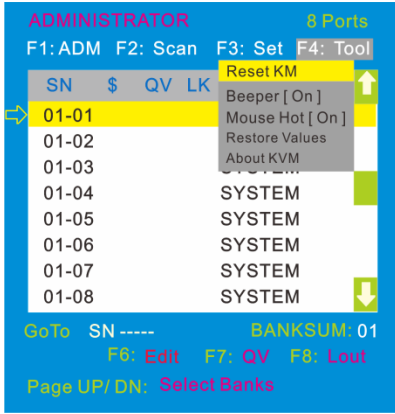 ADMINISTRATOR 8 Ports
F1: ADM F2: Scan F3: Set F4: Tool
SN $ QV LK
Reset KM
Beeper [ On ]
Mouse Hot [ On ]
Restore Values
About KVM
01-01
01-02
01-03
01-04 SYSTEM
01-05 SYSTEM
01-06 SYSTEM
01-07 SYSTEM
01-08 SYSTEM
GoTo SN ----- BANKSUM: 01
F6: Edit F7: QV F8: Lout
Page UP/ DN: Select Banks